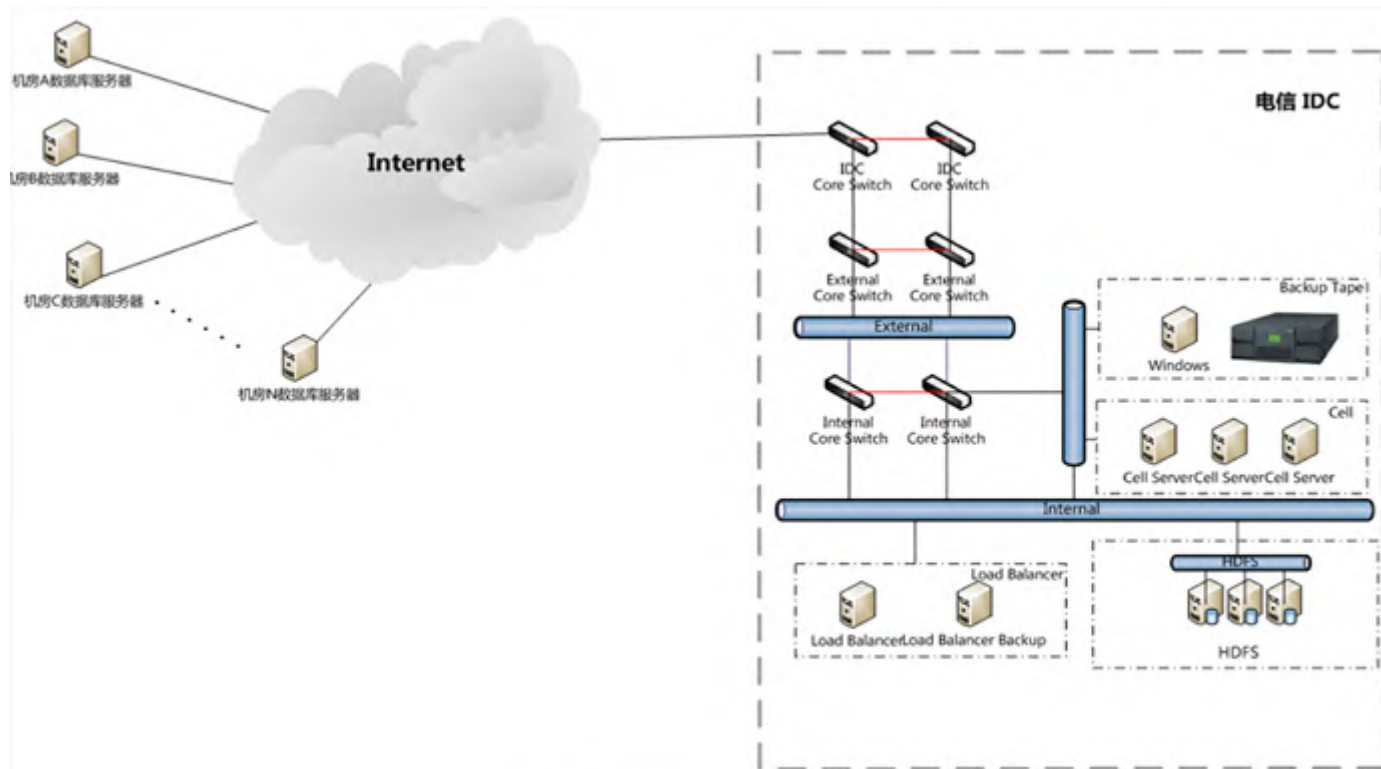 机房A数据库服务器
机房B数据库服务器
机房C数据库服务器
机房N数据库服务器
Internet
电信 IDC
IDC
Core Switch
IDC
Core Switch
External
Core Switch
External
Core Switch
External
Internal
Core Switch
Internal
Core Switch
Backup Tape
Windows
Cell
Cell Server
Cell Server
Cell Server
Internal
Load Balancer
Load Balancer
Load Balancer Backup
HDFS
HDFS